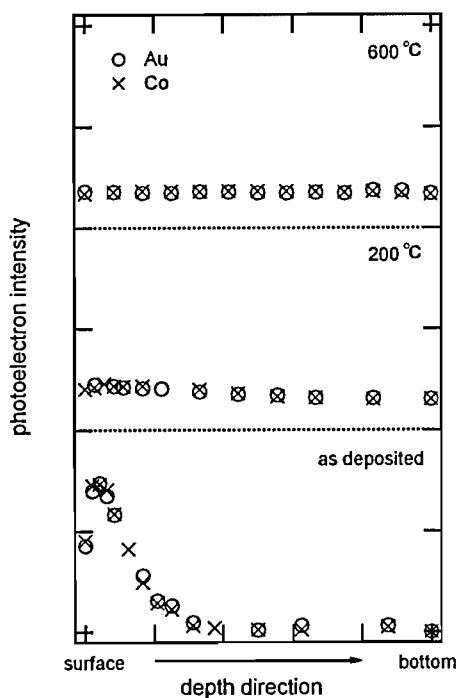 600 °C
Au
Co
200 °C
photoelectron intensity
as deposited
surface
bottom
depth direction